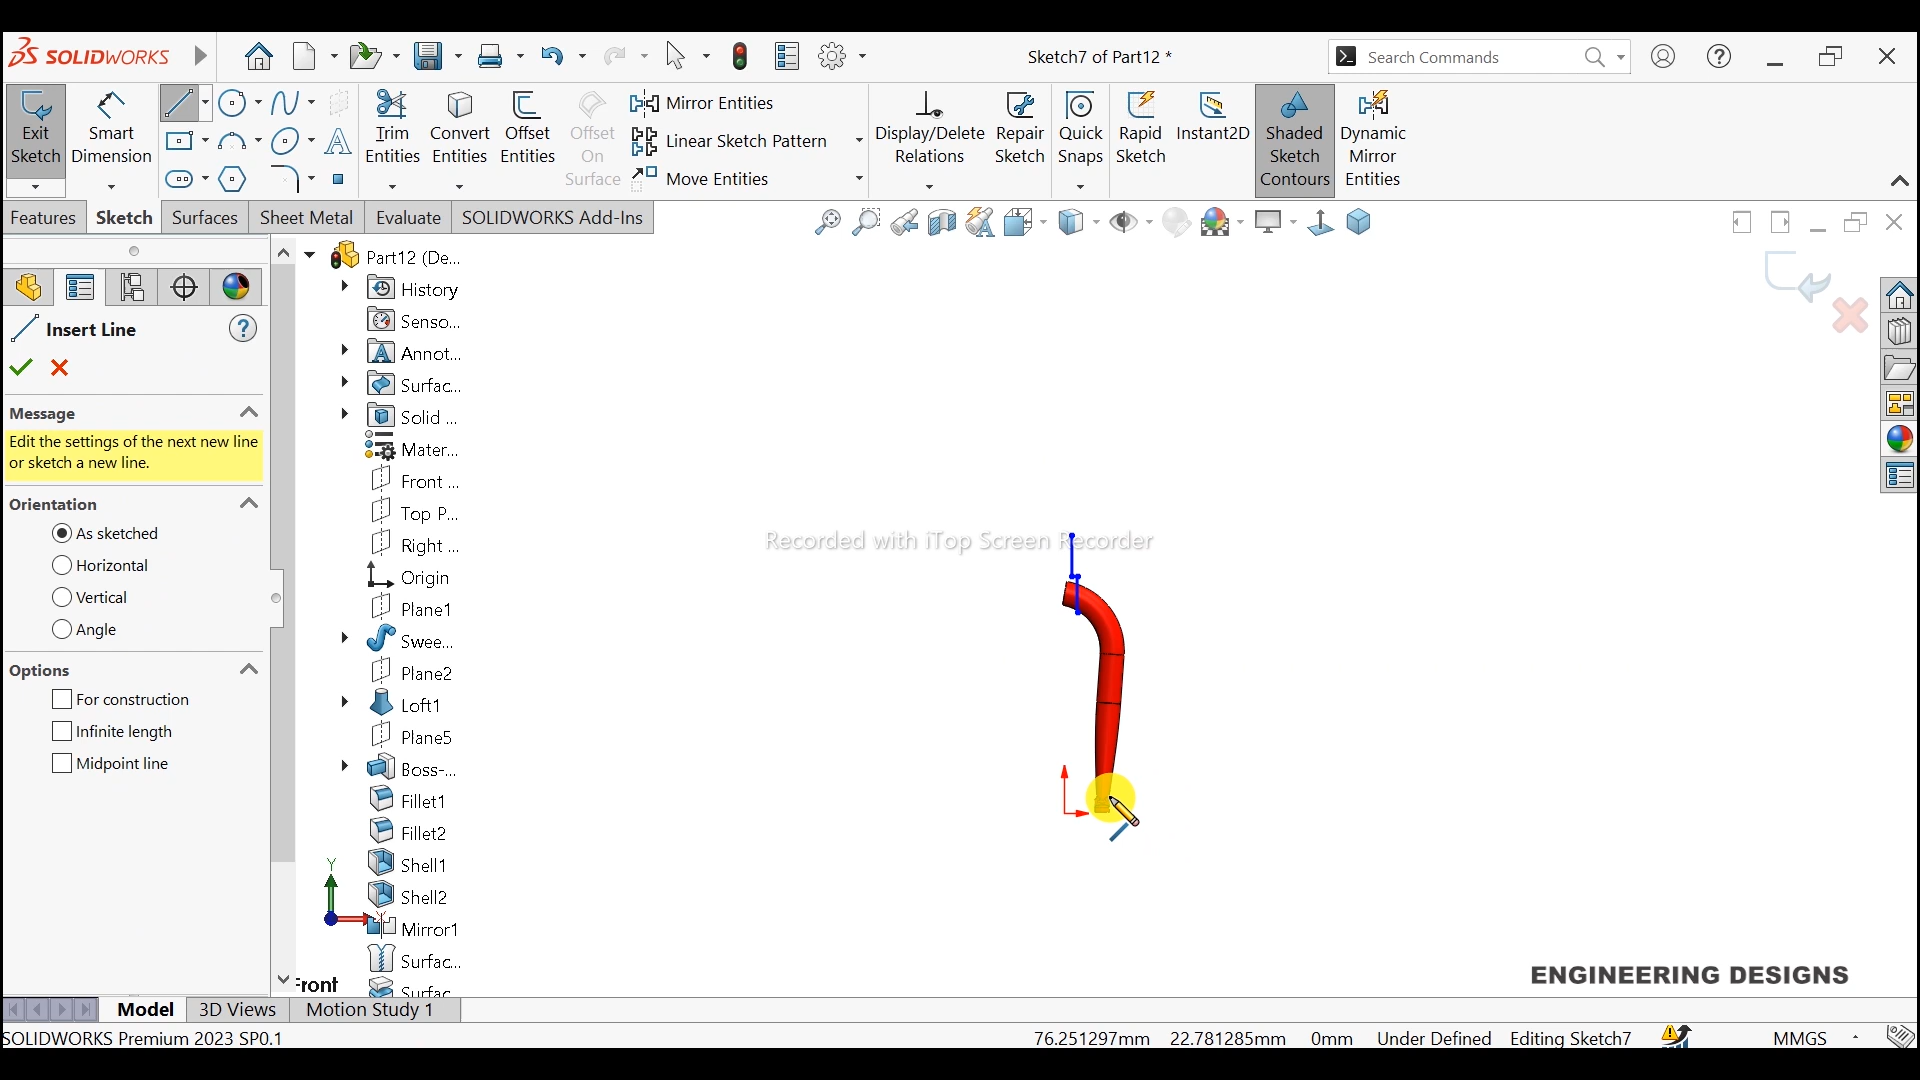 SOLIDWORKS
Sketch7 of Part12 *
Search Commands
Exit Sketch
Smart Dimension
Trim Entities
Convert Entities
Offset Entities
Offset On Surface
Mirror Entities
Linear Sketch Pattern
Move Entities
Display/Delete Relations
Repair Sketch
Quick Snaps
Rapid Sketch
Instant2D
Shaded Sketch Contours
Dynamic Mirror Entities
Features
Sketch
Surfaces
Sheet Metal
Evaluate
SOLIDWORKS Add-Ins
Insert Line
Message
Edit the settings of the next new line
or sketch a new line.
Orientation
As sketched
Horizontal
Vertical
Angle
Options
For construction
Infinite length
Midpoint line
Part12 (De...
History
Senso...
Annot...
Surfac...
Solid ...
Mater...
Front ...
Top P...
Right ...
Origin
Plane1
Swee...
Plane2
Loft1
Plane5
Boss-...
Fillet1
Fillet2
Shell1
Shell2
Mirror1
Surfac...
Surfac
Y
Front
Recorded with iTop Screen Recorder
ENGINEERING DESIGNS
Model
3D Views
Motion Study 1
SOLIDWORKS Premium 2023 SP0.1
76.251297mm
22.781285mm
0mm
Under Defined
Editing Sketch7
MMGS